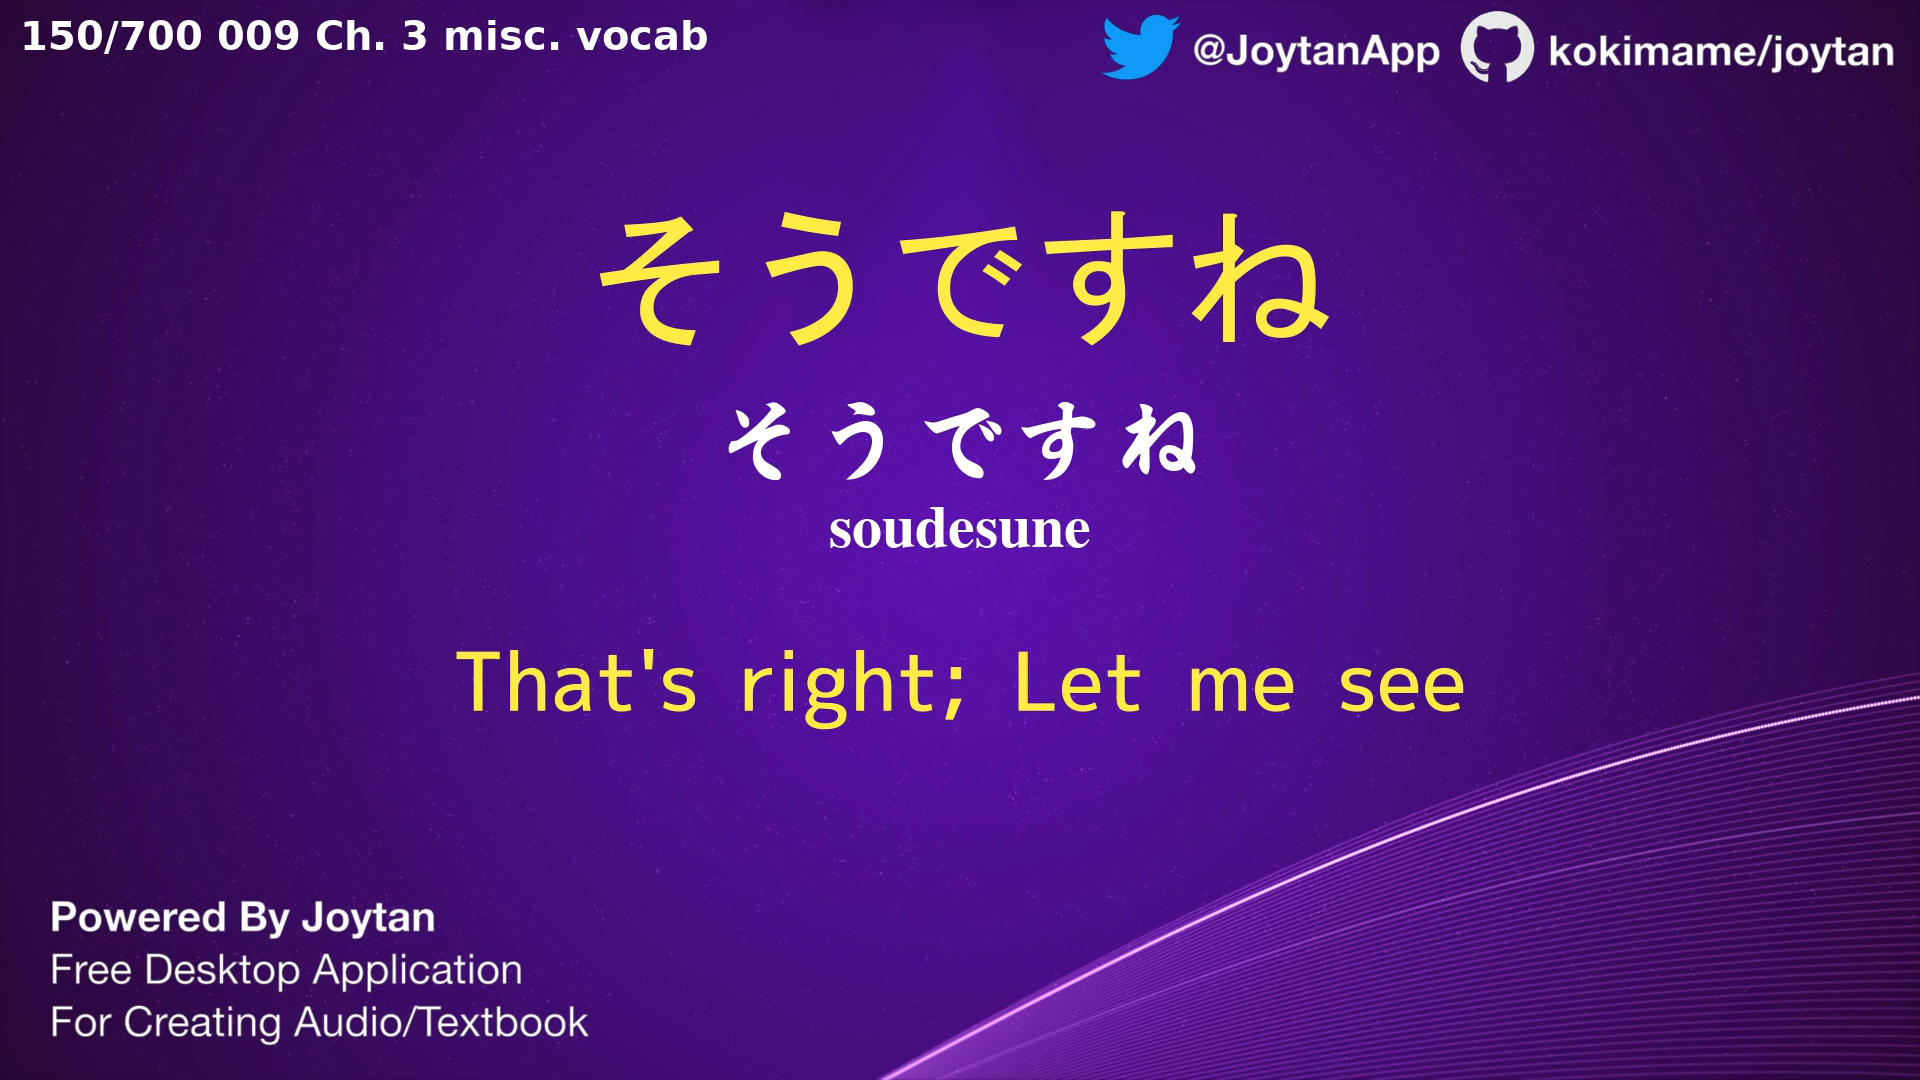 150/700 009 Ch. 3 misc. vocab
@JoytanApp
kokimame/joytan
そうですね
そうですね
soudesune
That's right; Let me see
Powered By Joytan
Free Desktop Application
For Creating Audio/Textbook